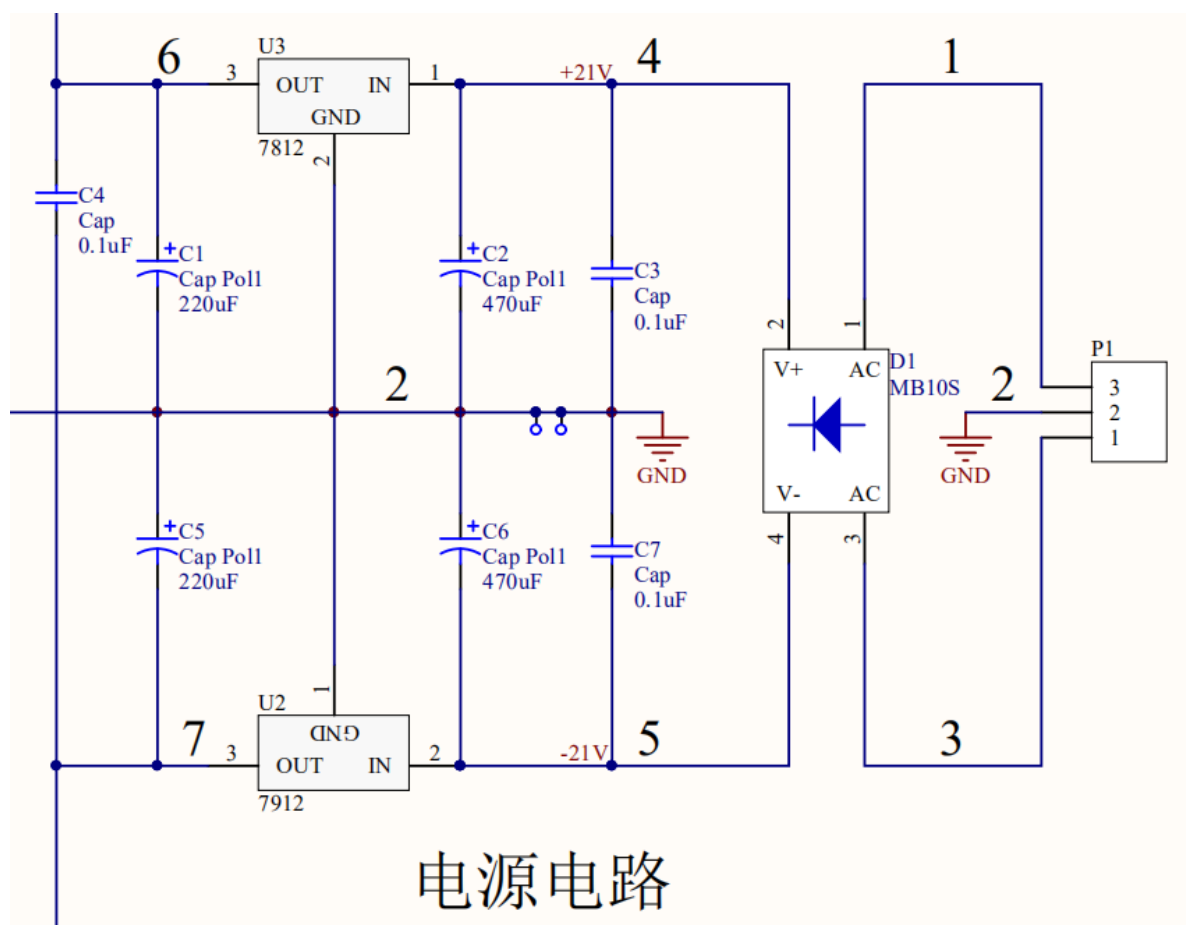 6
U3
3
OUT
IN
1
GND
7812
2
+21V
4
1
C4
Cap
0.1uF
+
C1
Cap Pol1
220uF
+
C2
Cap Pol1
470uF
C3
Cap
0.1uF
2
1
V+
AC
D1
MB10S
P1
3
2
1
2
GND
2
GND
V-
AC
4
3
+
C5
Cap Pol1
220uF
+
C6
Cap Pol1
470uF
C7
Cap
0.1uF
7
U2
1
GND
3
OUT
IN
2
7912
-21V
5
3
电源电路